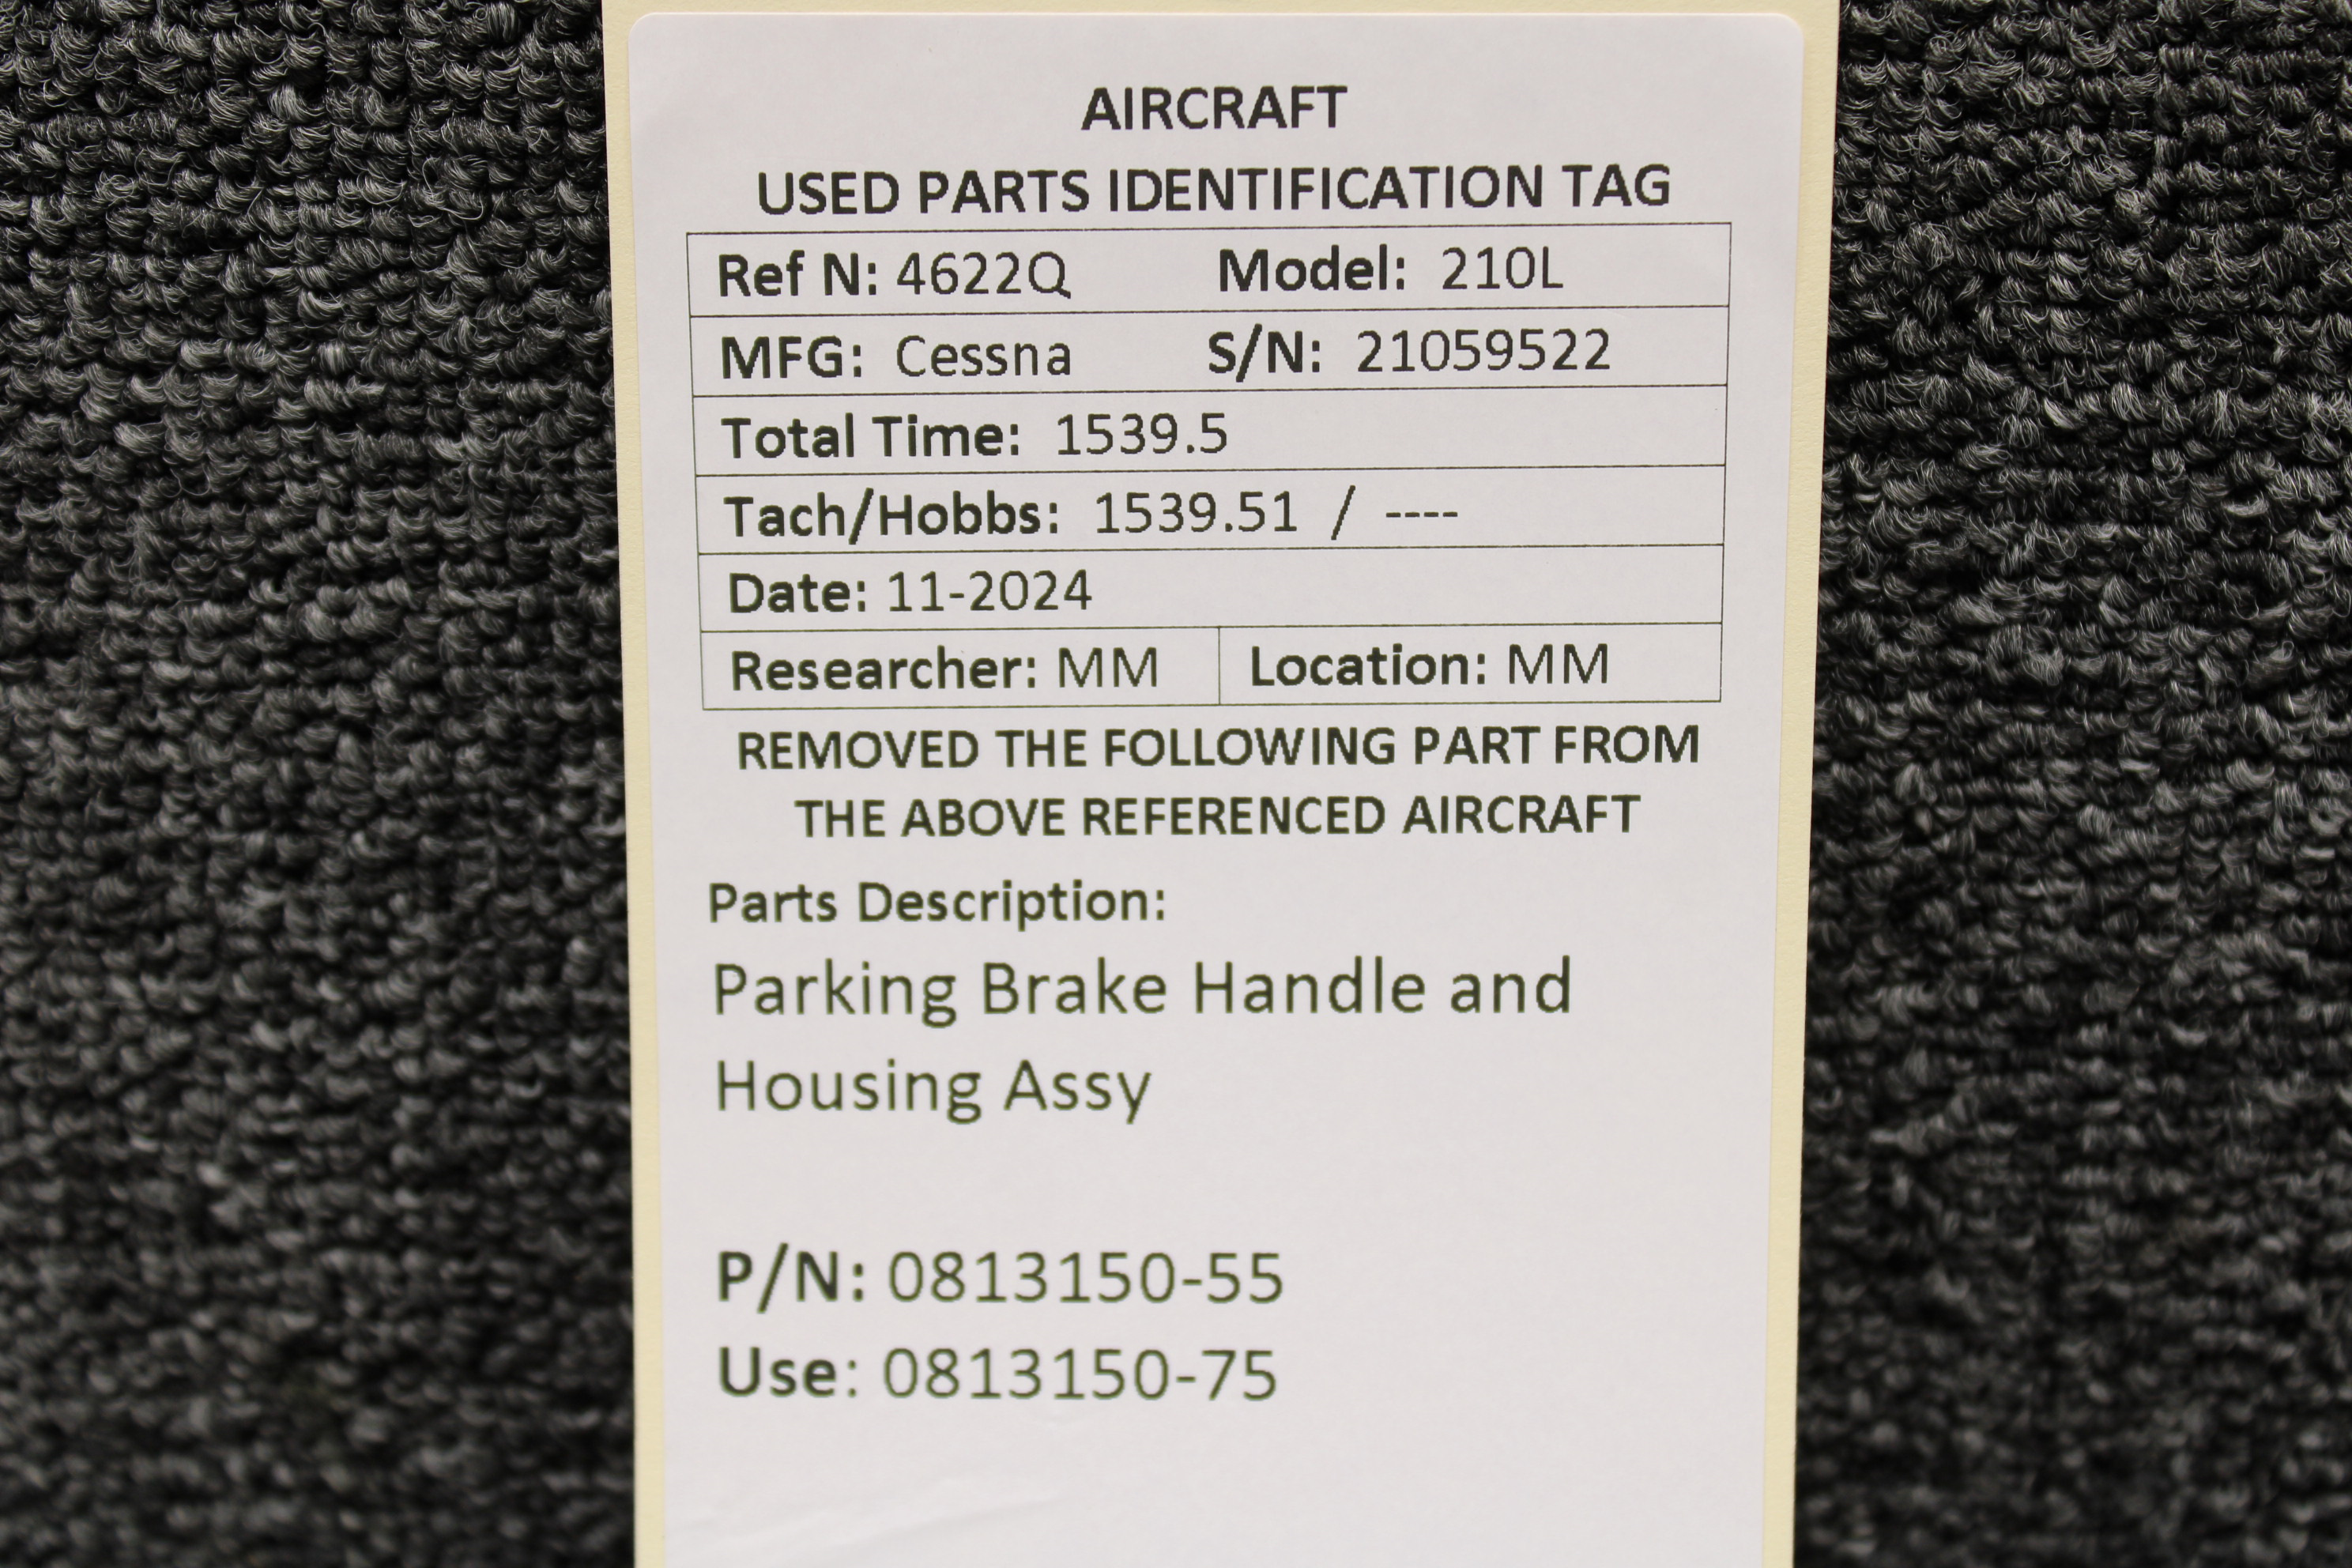 AIRCRAFT
USED PARTS IDENTIFICATION TAG
Ref N: 4622Q Model: 210L
MFG: Cessna S/N: 21059522
Total Time: 1539.5
Tach/Hobbs: 1539.51 / ----
Date: 11-2024
Researcher: MM Location: MM
REMOVED THE FOLLOWING PART FROM
THE ABOVE REFERENCED AIRCRAFT
Parts Description:
Parking Brake Handle and
Housing Assy
P/N: 0813150-55
Use: 0813150-75